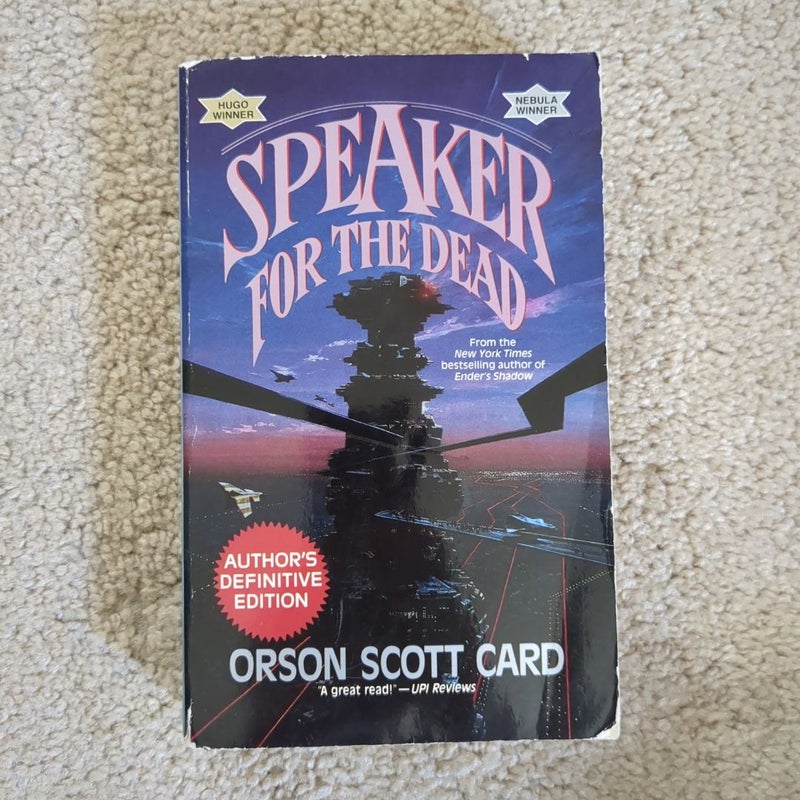 HUGO
WINNER
NEBULA
WINNER
SPEAKER
FOR THE DEAD
From the
New York Times
bestselling author of
Ender's Shadow
AUTHOR'S
DEFINITIVE
EDITION
ORSON SCOTT CARD
"A great read!"—UPI Reviews